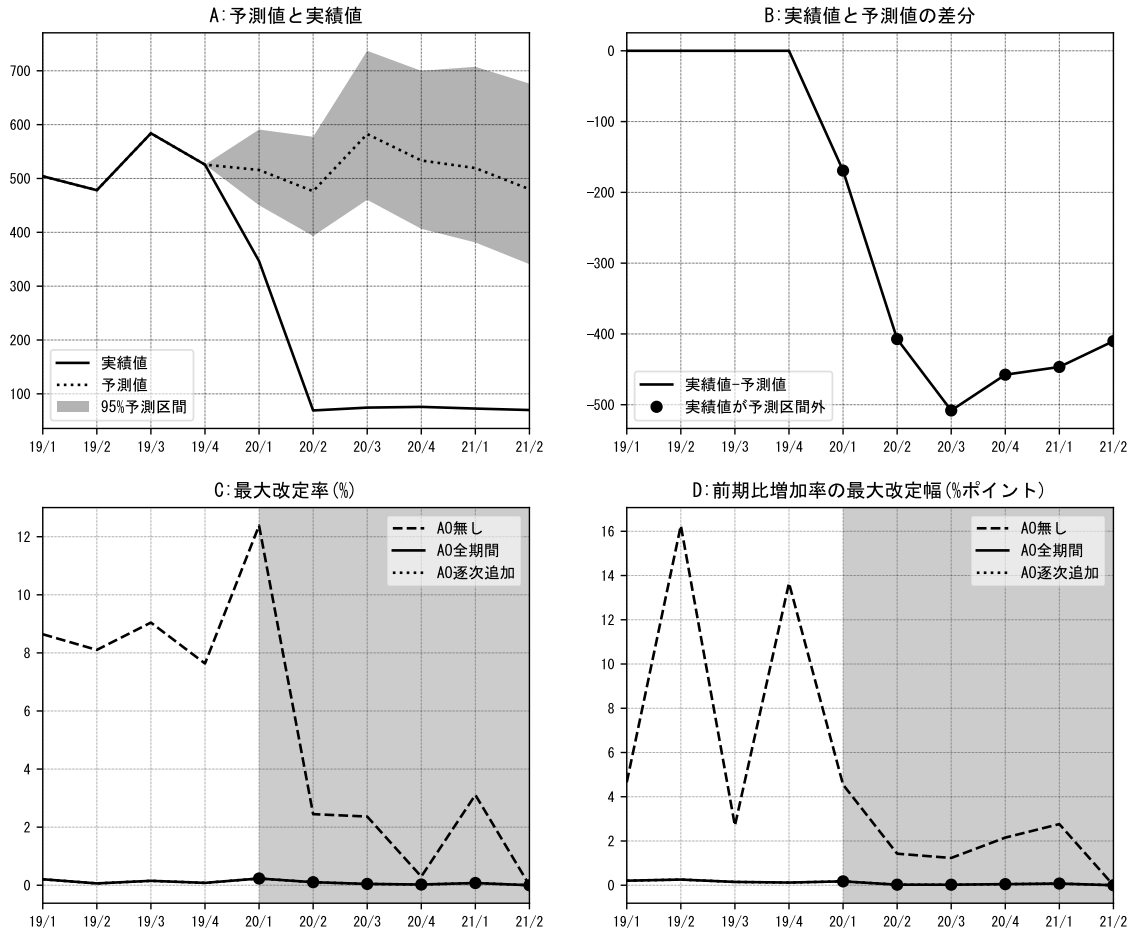 A:予測値と実績値
700
600
500
400
300
200
100
実績値
予測値
95%予測区間
19/1 19/2 19/3 19/4 20/1 20/2 20/3 20/4 21/1 21/2
B:実績値と予測値の差分
0
−100
−200
−300
−400
−500
実績値−予測値
実績値が予測区間外
19/1 19/2 19/3 19/4 20/1 20/2 20/3 20/4 21/1 21/2
C:最大改定率(%)
12
10
8
6
4
2
0
AO無し
AO全期間
AO逐次追加
19/1 19/2 19/3 19/4 20/1 20/2 20/3 20/4 21/1 21/2
D:前期比増加率の最大改定幅(%ポイント)
16
14
12
10
8
6
4
2
0
AO無し
AO全期間
AO逐次追加
19/1 19/2 19/3 19/4 20/1 20/2 20/3 20/4 21/1 21/2